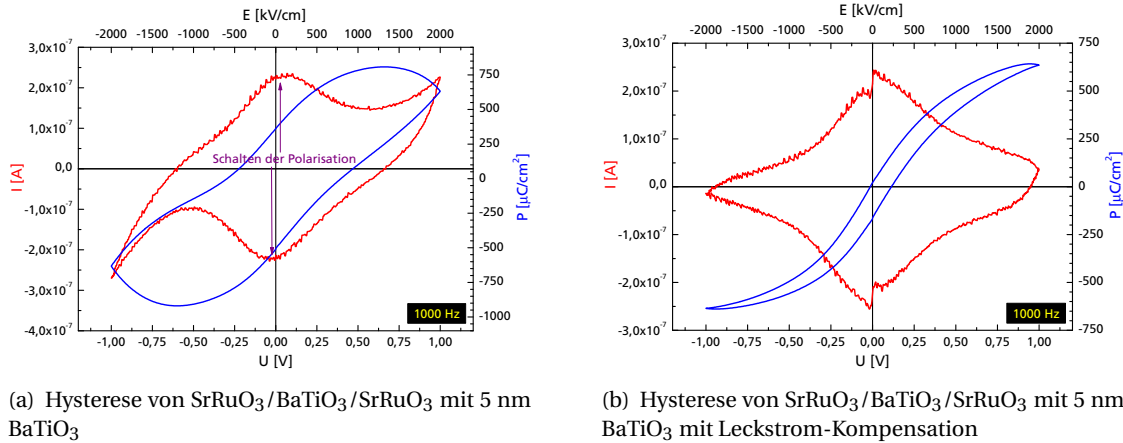 E [kV/cm]
-2000 -1500 -1000 -500 0 500 1000 1500 2000
3,0x10⁻⁷
2,0x10⁻⁷
1,0x10⁻⁷
0,0
-1,0x10⁻⁷
-2,0x10⁻⁷
-3,0x10⁻⁷
-4,0x10⁻⁷
I [A]
Schalten der Polarisation
1000
750
500
250
0
-250
-500
-750
-1000
P [µC/cm²]
1000 Hz
-1,00 -0,75 -0,50 -0,25 0,00 0,25 0,50 0,75 1,00
U [V]
(a) Hysterese von SrRuO₃/BaTiO₃/SrRuO₃ mit 5 nm
BaTiO₃
E [kV/cm]
-2000 -1500 -1000 -500 0 500 1000 1500 2000
3,0x10⁻⁷
2,0x10⁻⁷
1,0x10⁻⁷
0,0
-1,0x10⁻⁷
-2,0x10⁻⁷
-3,0x10⁻⁷
I [A]
750
500
250
0
-250
-500
-750
P [µC/cm²]
1000 Hz
-1,00 -0,75 -0,50 -0,25 0,00 0,25 0,50 0,75 1,00
U [V]
(b) Hysterese von SrRuO₃/BaTiO₃/SrRuO₃ mit 5 nm
BaTiO₃ mit Leckstrom-Kompensation